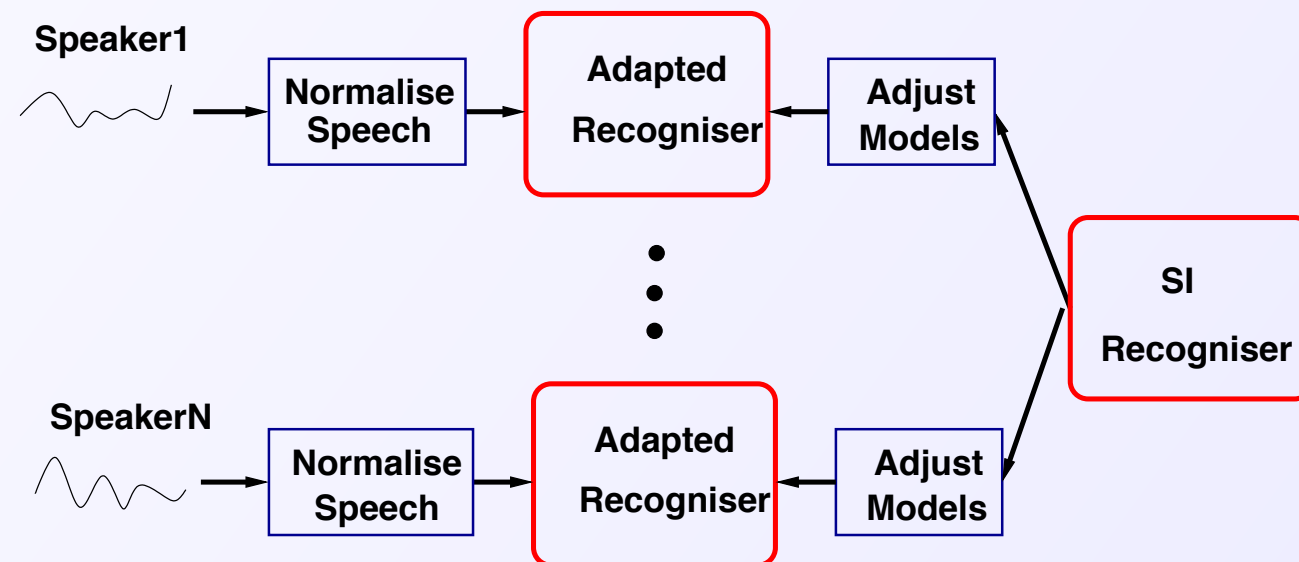 Speaker1
Normalise
Speech
Adapted
Recogniser
Adjust
Models
SI
Recogniser
SpeakerN
Normalise
Speech
Adapted
Recogniser
Adjust
Models